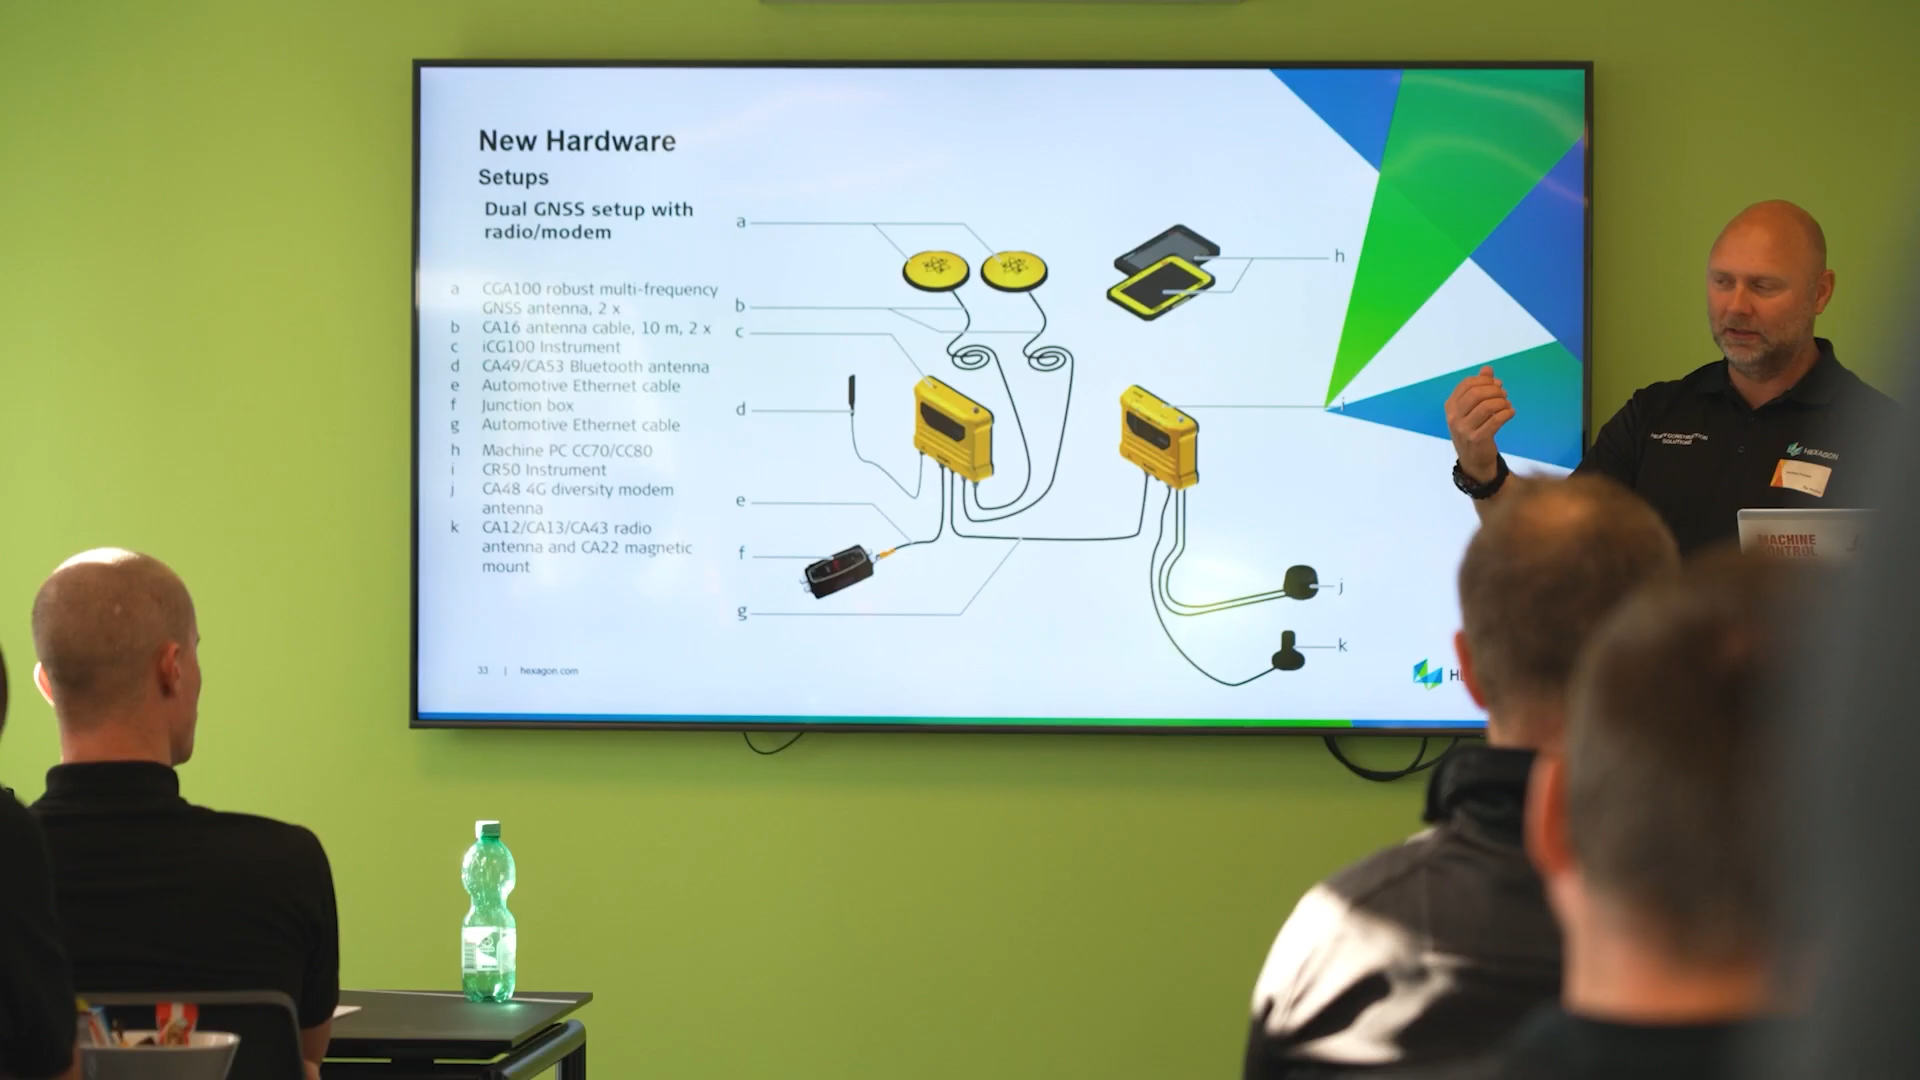 New Hardware
Setups
Dual GNSS setup with
radio/modem
a CGA100 robust multi-frequency
GNSS antenna, 2 x
b CA16 antenna cable, 10 m, 2 x
c iCG100 Instrument
d CA49/CA53 Bluetooth antenna
e Automotive Ethernet cable
f Junction box
g Automotive Ethernet cable
h Machine PC CC70/CC80
i CR50 Instrument
j CA48 4G diversity modem
antenna
k CA12/CA13/CA43 radio
antenna and CA22 magnetic
mount
a
b
c
d
e
f
g
h
i
j
k
33 | hexagon.com
HEXAGON
MACHINE
CONTROL